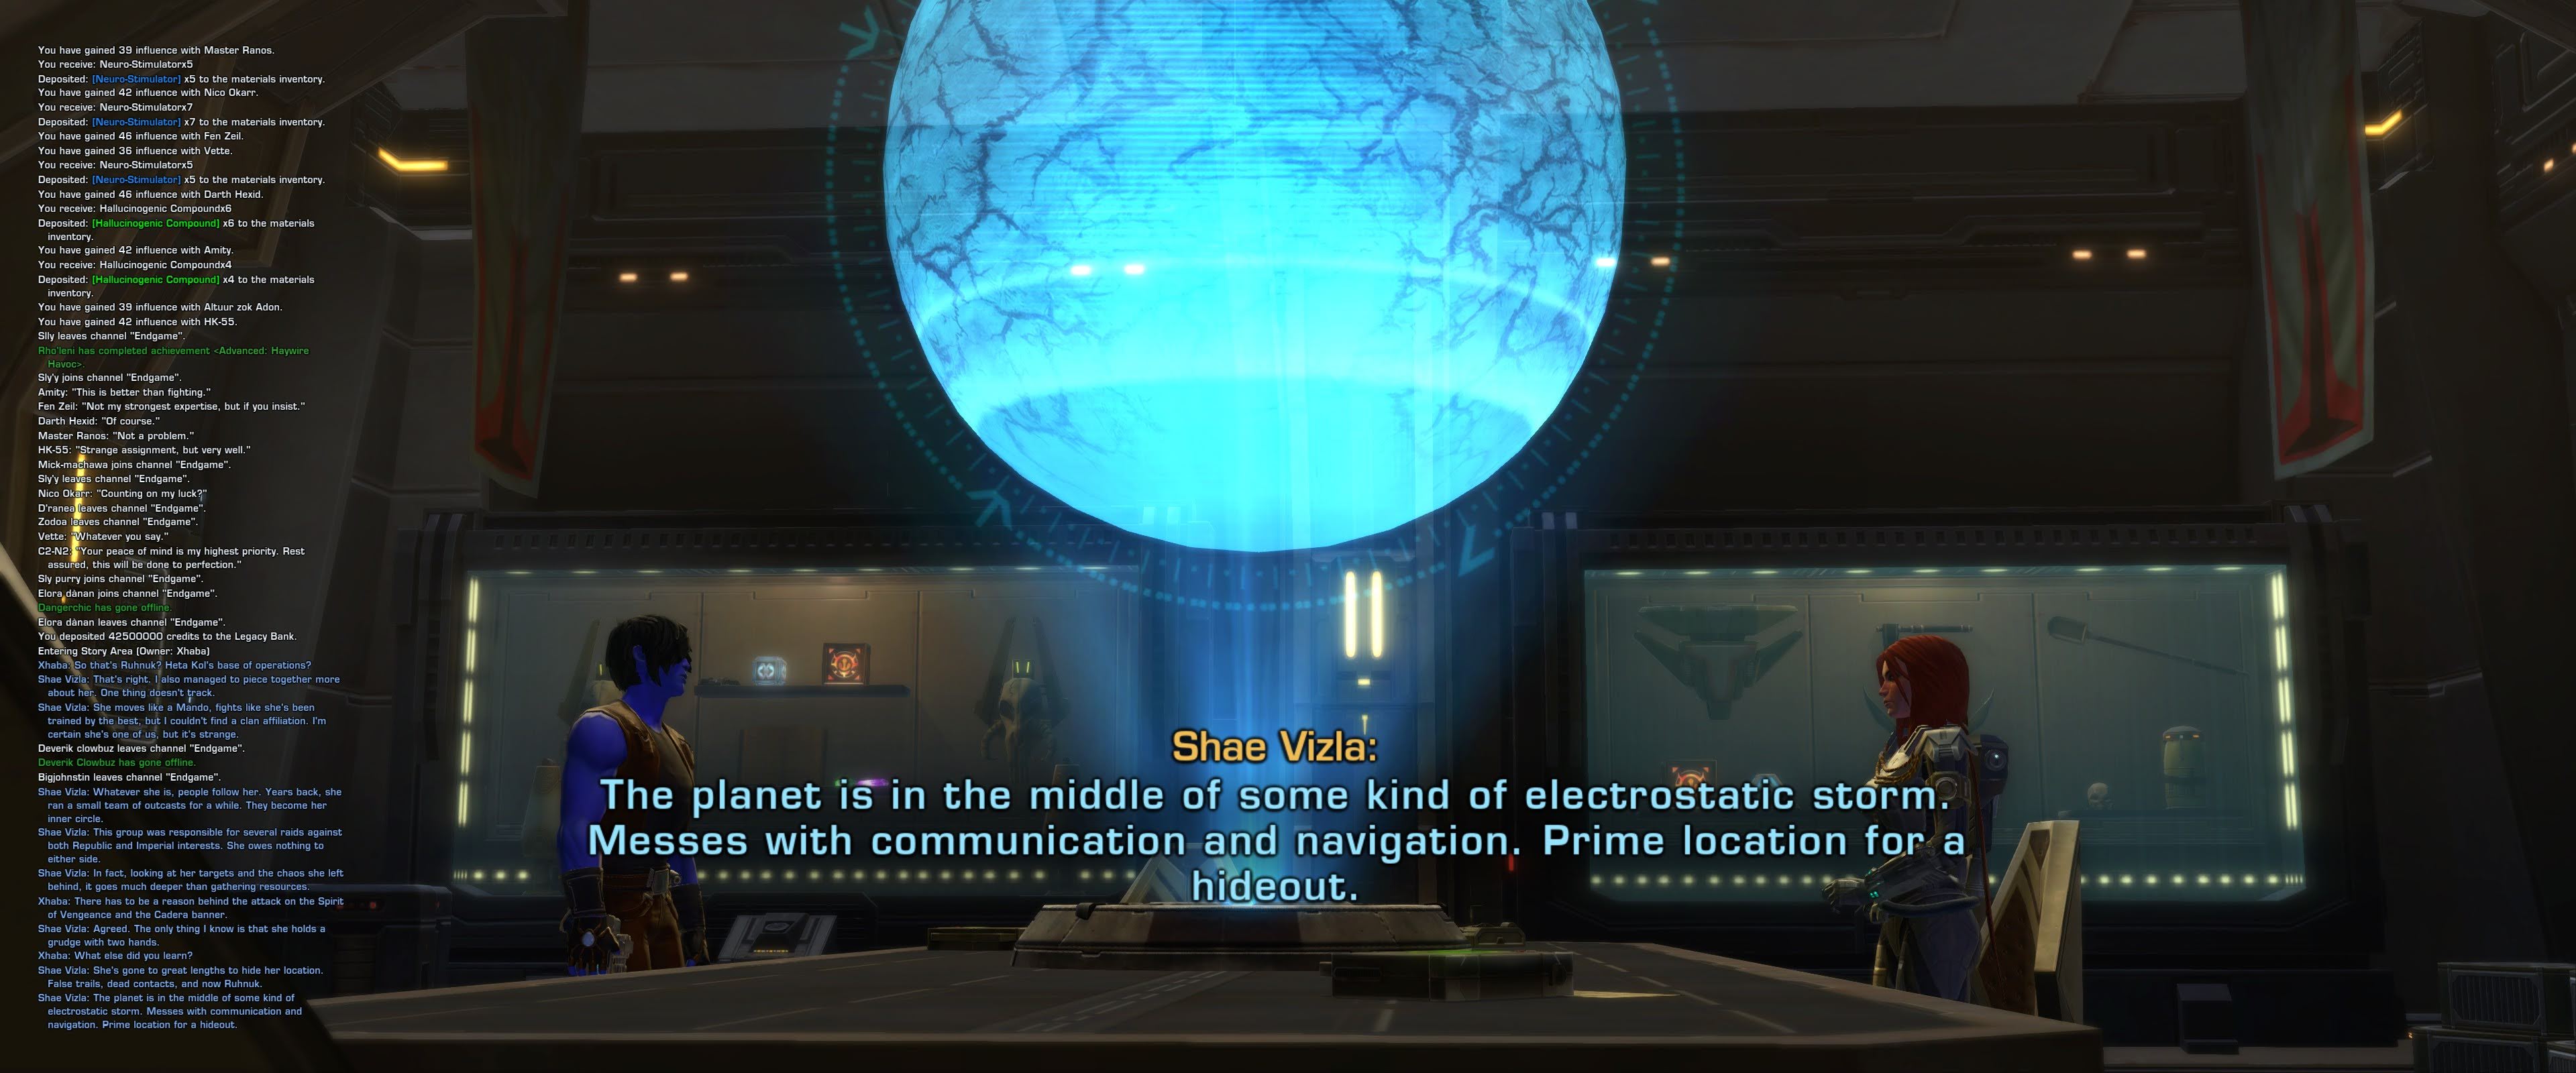 You have gained 39 influence with Master Ranos.
You receive: Neuro-Stimulatorx5
Deposited: [Neuro-Stimulator] x5 to the materials inventory.
You have gained 42 influence with Nico Okarr.
You receive: Neuro-Stimulatorx7
Deposited: [Neuro-Stimulator] x7 to the materials inventory.
You have gained 46 influence with Fen Zeil.
You have gained 36 influence with Vette.
You receive: Neuro-Stimulatorx5
Deposited: [Neuro-Stimulator] x5 to the materials inventory.
You have gained 46 influence with Darth Hexid.
You receive: Hallucinogenic Compoundx6
Deposited: [Hallucinogenic Compound] x6 to the materials
inventory.
You have gained 42 influence with Amity.
You receive: Hallucinogenic Compoundx4
Deposited: [Hallucinogenic Compound] x4 to the materials
inventory.
You have gained 39 influence with Altuur zok Adon.
You have gained 42 influence with HK-55.
Slly leaves channel "Endgame".
Rho'leni has completed achievement <Advanced: Haywire
Havoc>.
Sly'y joins channel "Endgame".
Amity: "This is better than fighting."
Fen Zeil: "Not my strongest expertise, but if you insist."
Darth Hexid: "Of course."
Master Ranos: "Not a problem."
HK-55: "Strange assignment, but very well."
Mick-machawa joins channel "Endgame".
Sly'y leaves channel "Endgame".
Nico Okarr: "Counting on my luck?"
D'ranea leaves channel "Endgame".
Zodoa leaves channel "Endgame".
Vette: "Whatever you say."
C2-N2: "Your peace of mind is my highest priority. Rest
assured, this will be done to perfection."
Sly purry joins channel "Endgame".
Elora dánan joins channel "Endgame".
Dangerchic has gone offline.
Elora dánan leaves channel "Endgame".
You deposited 42500000 credits to the Legacy Bank.
Entering Story Area (Owner: Xhaba)
Xhaba: So that's Ruhnuk? Heta Kol's base of operations?
Shae Vizla: That's right. I also managed to piece together more
about her. One thing doesn't track.
Shae Vizla: She moves like a Mando, fights like she's been
trained by the best, but I couldn't find a clan affiliation. I'm
certain she's one of us, but it's strange.
Deverik clowbuz leaves channel "Endgame".
Deverik Clowbuz has gone offline.
Bigjohnstin leaves channel "Endgame".
Shae Vizla: Whatever she is, people follow her. Years back, she
ran a small team of outcasts for a while. They become her
inner circle.
Shae Vizla: This group was responsible for several raids against
both Republic and Imperial interests. She owes nothing to
either side.
Shae Vizla: In fact, looking at her targets and the chaos she left
behind, it goes much deeper than gathering resources.
Xhaba: There has to be a reason behind the attack on the Spirit
of Vengeance and the Cadera banner.
Shae Vizla: Agreed. The only thing I know is that she holds a
grudge with two hands.
Xhaba: What else did you learn?
Shae Vizla: She's gone to great lengths to hide her location.
False trails, dead contacts, and now Ruhnuk.
Shae Vizla: The planet is in the middle of some kind of
electrostatic storm. Messes with communication and
navigation. Prime location for a hideout.
Shae Vizla:
The planet is in the middle of some kind of electrostatic storm.
Messes with communication and navigation. Prime location for a
hideout.